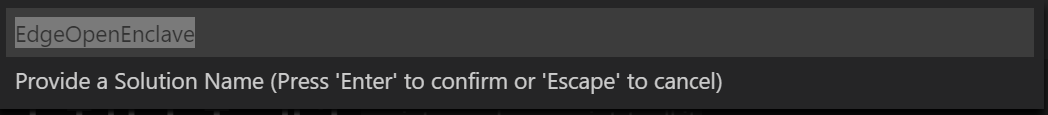 EdgeOpenEnclave
Provide a Solution Name (Press 'Enter' to confirm or 'Escape' to cancel)